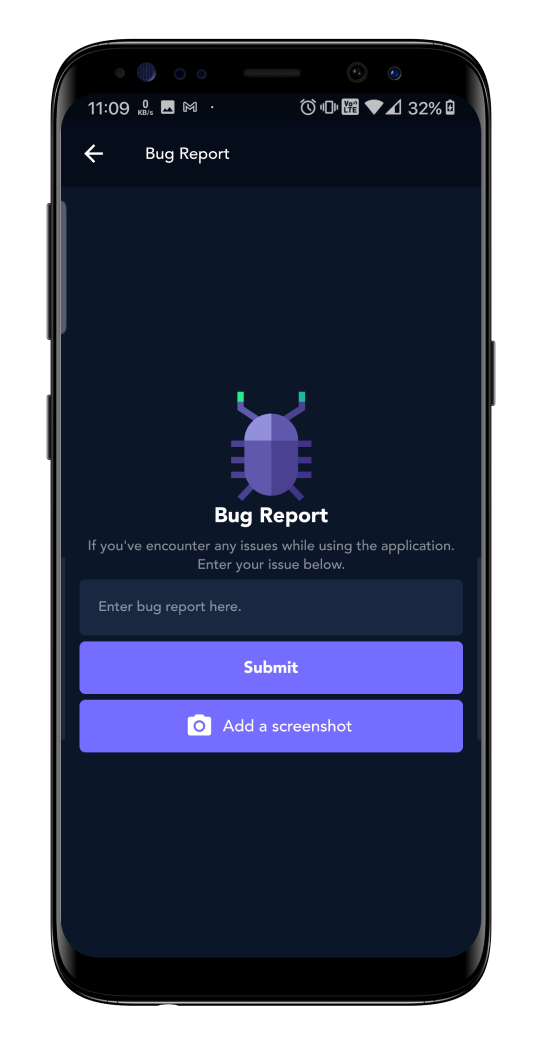 11:09 0 KB/s Vo)) LTE 32%
Bug Report
Bug Report
If you've encounter any issues while using the application.
Enter your issue below.
Enter bug report here.
Submit
Add a screenshot